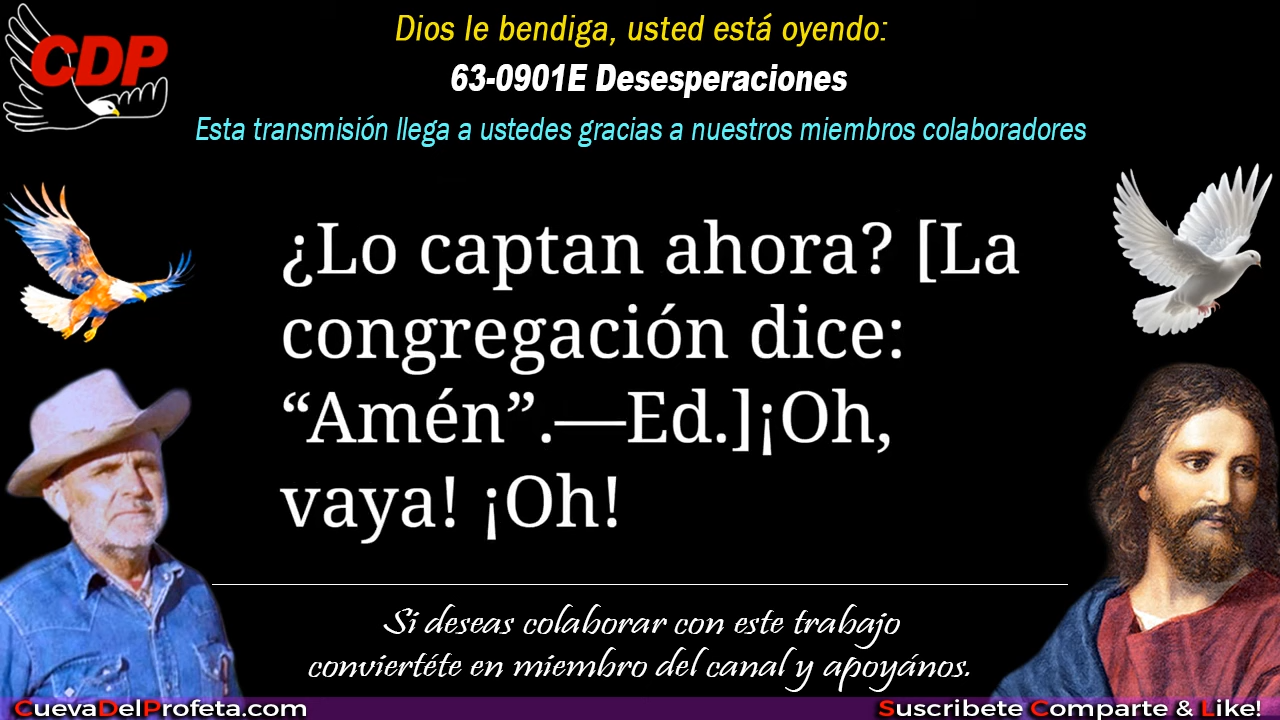 CDP
Dios le bendiga, usted está oyendo:
63-0901E Desesperaciones
Esta transmisión llega a ustedes gracias a nuestros miembros colaboradores
¿Lo captan ahora? [La
congregación dice:
“Amén”.—Ed.]¡Oh,
vaya! ¡Oh!
Si deseas colaborar con este trabajo
conviertéte en miembro del canal y apoyános.
CuevaDelProfeta.com
Suscribete Comparte & Like!